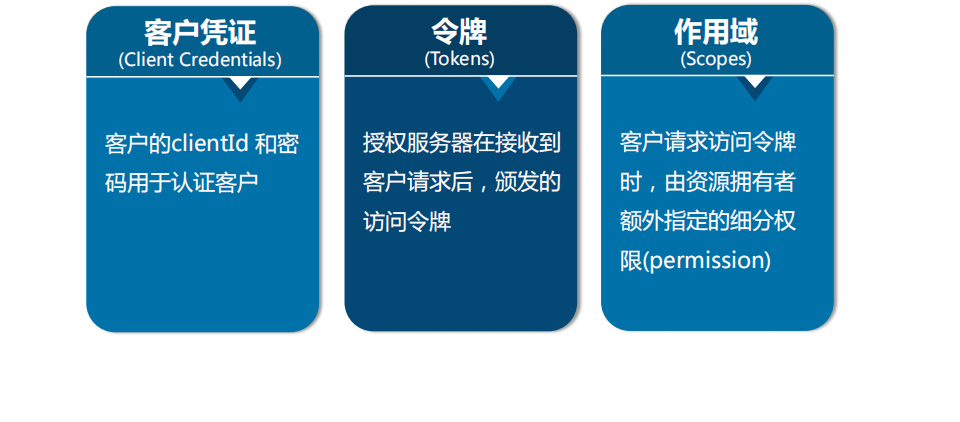 客户凭证
(Client Credentials)
客户的clientId 和密
码用于认证客户
令牌
(Tokens)
授权服务器在接收到
客户请求后，颁发的
访问令牌
作用域
(Scopes)
客户请求访问令牌
时，由资源拥有者
额外指定的细分权
限(permission)